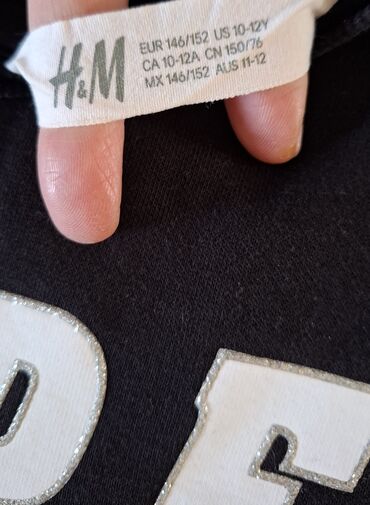 H&M
EUR 146/152 US 10-12Y
CA 10-12A CN 150/76
MX 146/152 AUS 11-12